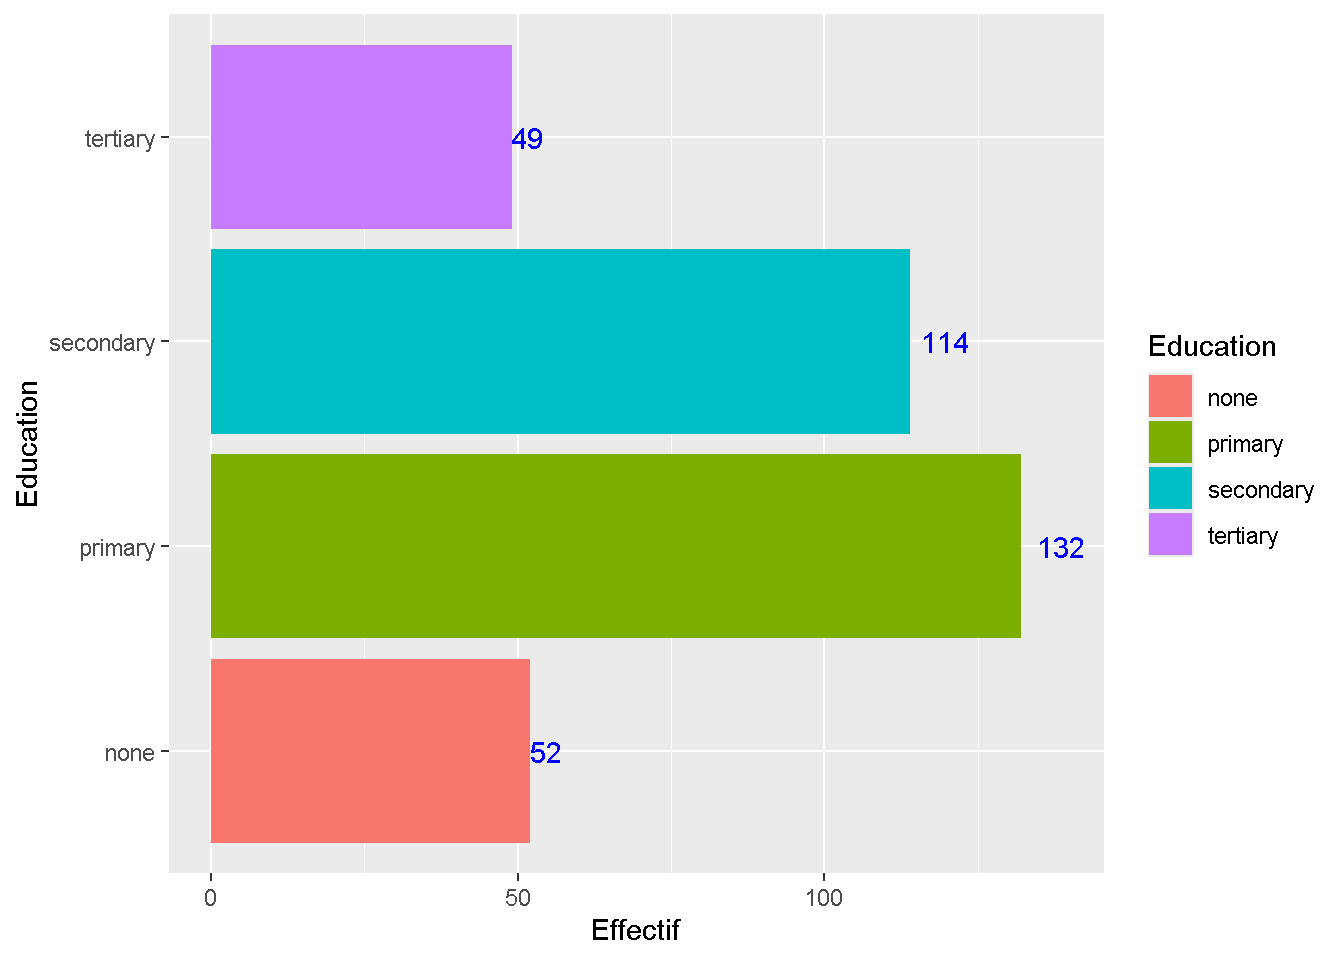 tertiary
49
secondary
114
primary
132
none
52
0
50
100
Effectif
Education
Education
none
primary
secondary
tertiary